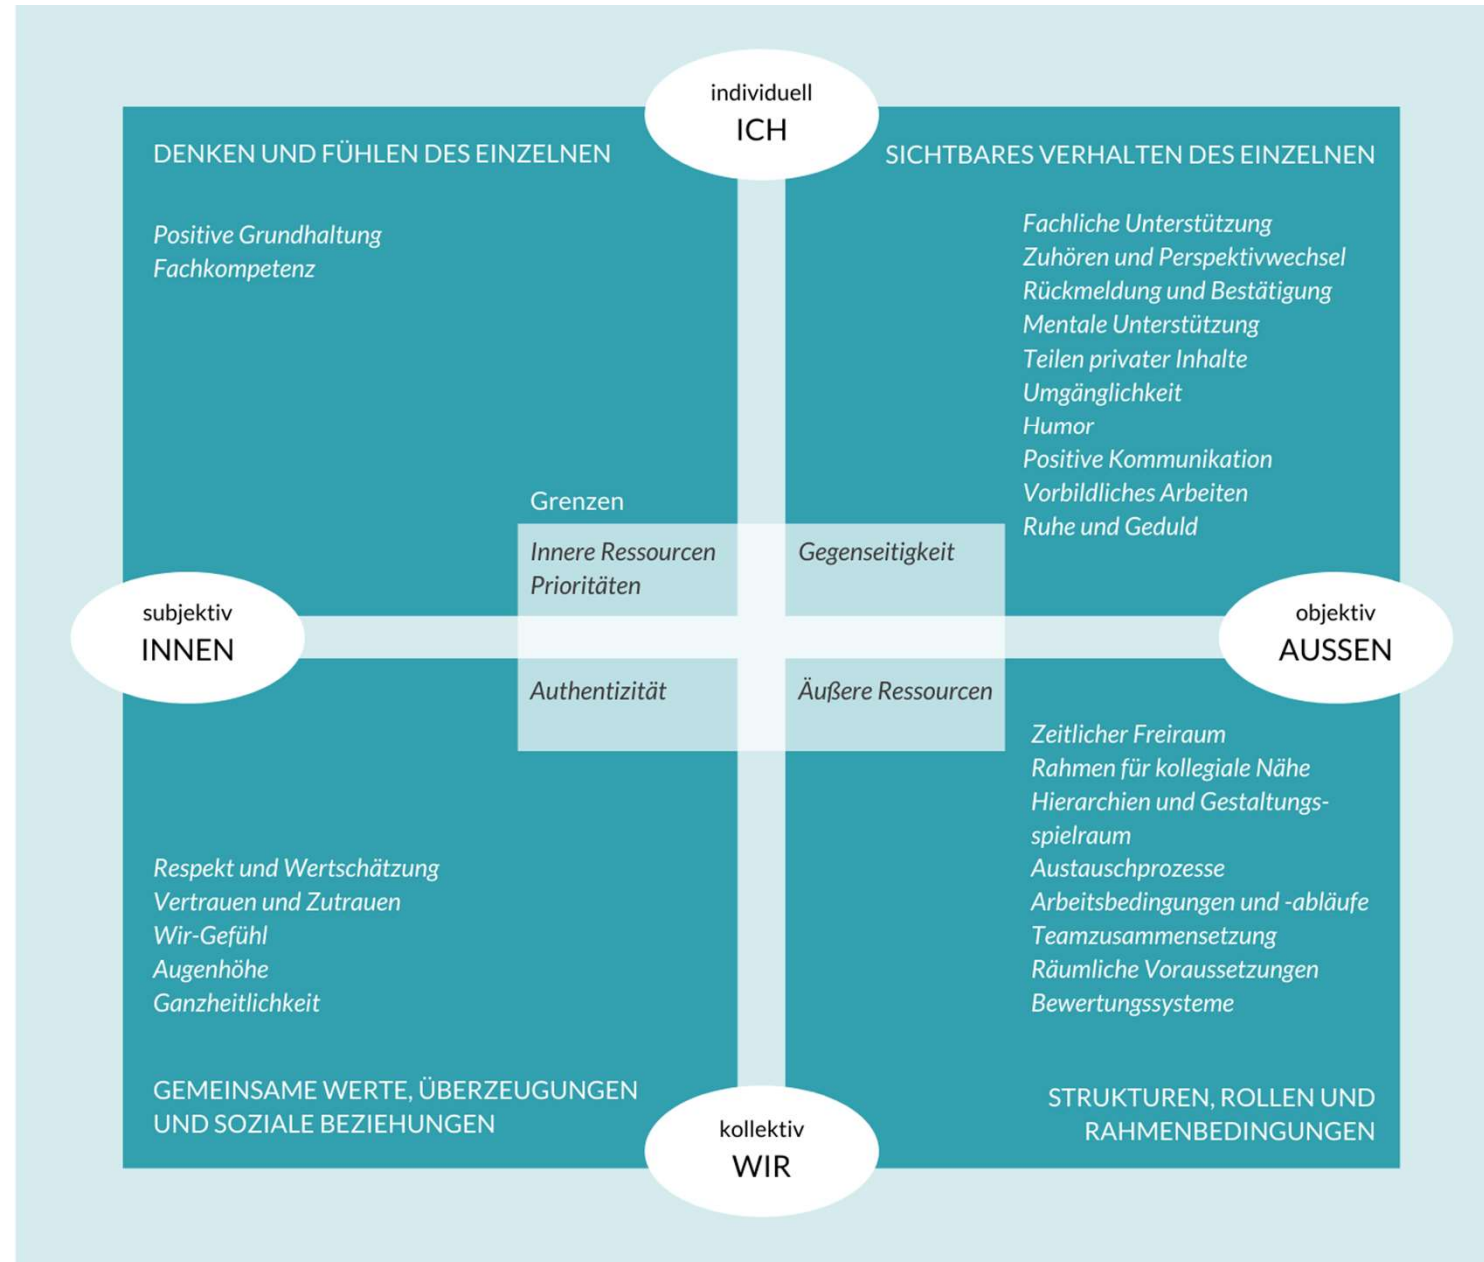 individuell
ICH
DENKEN UND FÜHLEN DES EINZELNEN
Positive Grundhaltung
Fachkompetenz
SICHTBARES VERHALTEN DES EINZELNEN
Fachliche Unterstützung
Zuhören und Perspektivwechsel
Rückmeldung und Bestätigung
Mentale Unterstützung
Teilen privater Inhalte
Umgänglichkeit
Humor
Positive Kommunikation
Vorbildliches Arbeiten
Ruhe und Geduld
Grenzen
Innere Ressourcen
Prioritäten
Gegenseitigkeit
subjektiv
INNEN
objektiv
AUSSEN
Authentizität
Äußere Ressourcen
Respekt und Wertschätzung
Vertrauen und Zutrauen
Wir-Gefühl
Augenhöhe
Ganzheitlichkeit
GEMEINSAME WERTE, ÜBERZEUGUNGEN
UND SOZIALE BEZIEHUNGEN
Zeitlicher Freiraum
Rahmen für kollegiale Nähe
Hierarchien und Gestaltungs-
spielraum
Austauschprozesse
Arbeitsbedingungen und -abläufe
Teamzusammensetzung
Räumliche Voraussetzungen
Bewertungssysteme
STRUKTUREN, ROLLEN UND
RAHMENBEDINGUNGEN
kollektiv
WIR